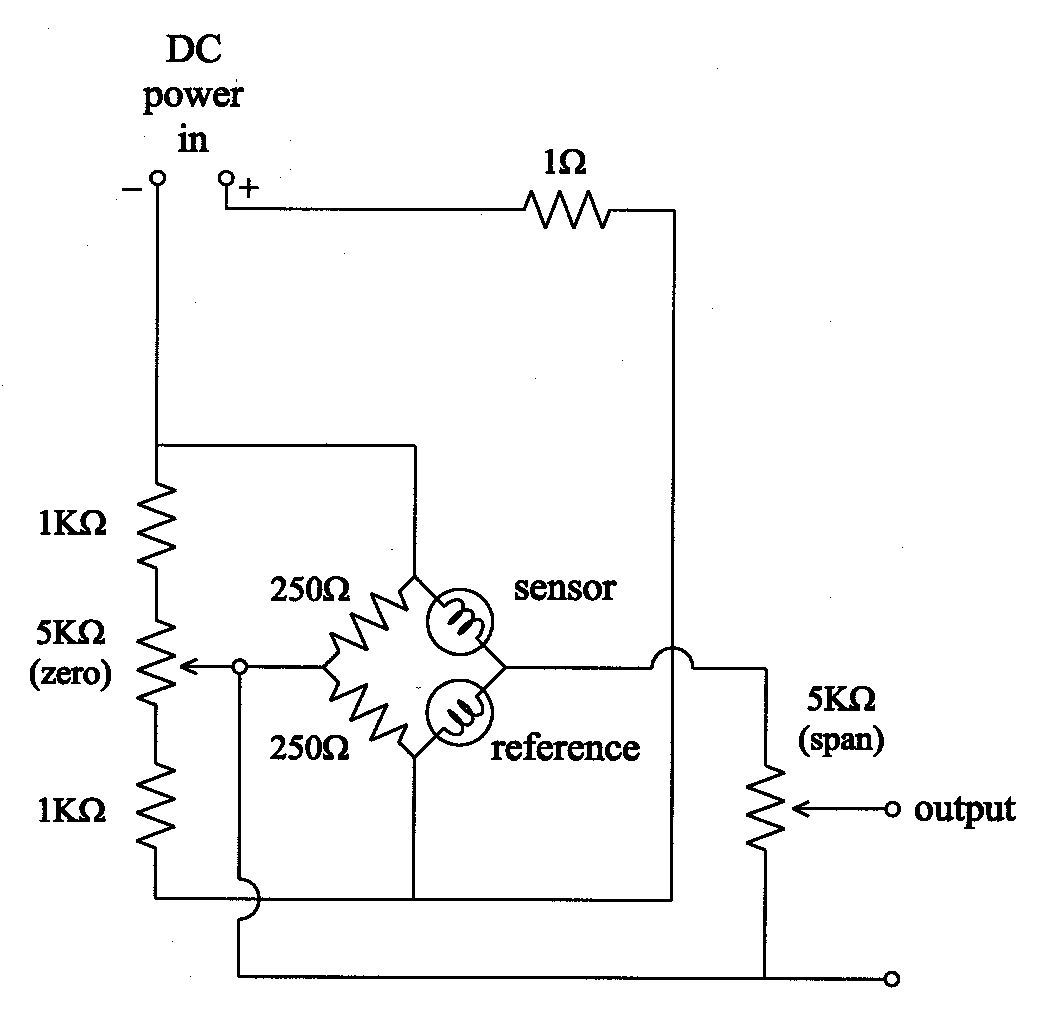 DC
power
in
− +
1Ω
1KΩ
250Ω
sensor
5KΩ
(zero)
250Ω
reference
5KΩ
(span)
1KΩ
output